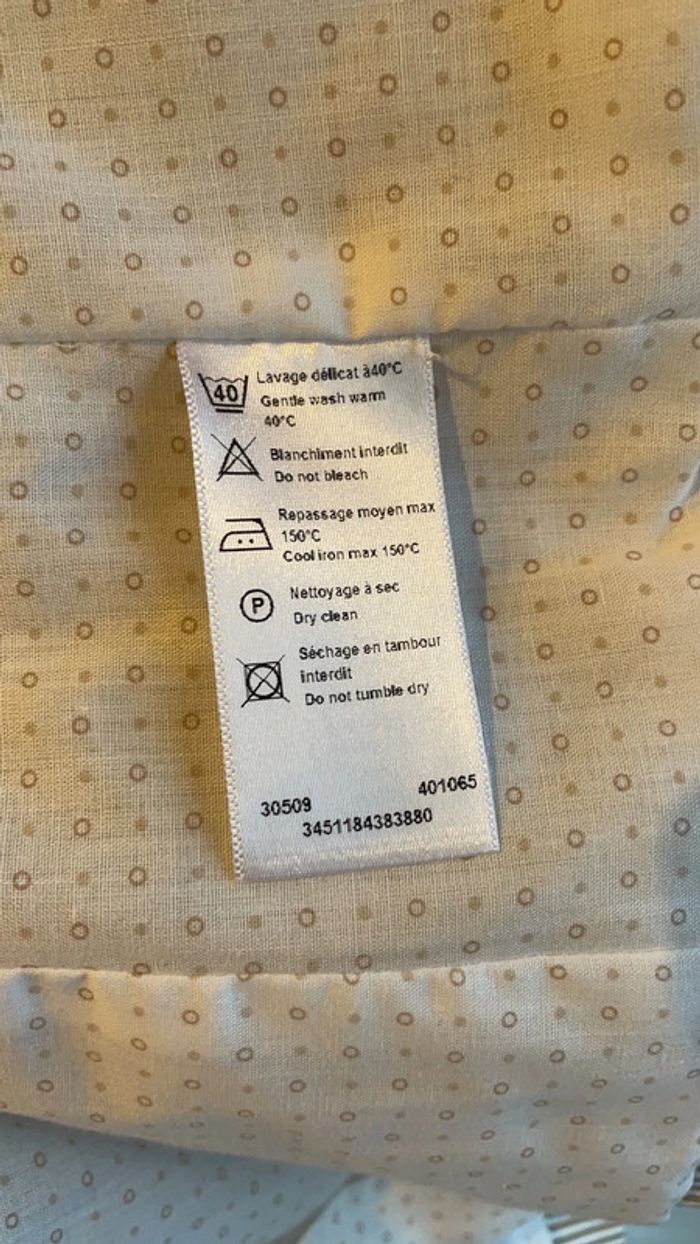 40
Lavage délicat à40°C
Gentle wash warm
40°C
Blanchiment interdit
Do not bleach
Repassage moyen max
150°C
Cool iron max 150°C
P
Nettoyage à sec
Dry clean
Séchage en tambour
interdit
Do not tumble dry
30509 401065
3451184383880